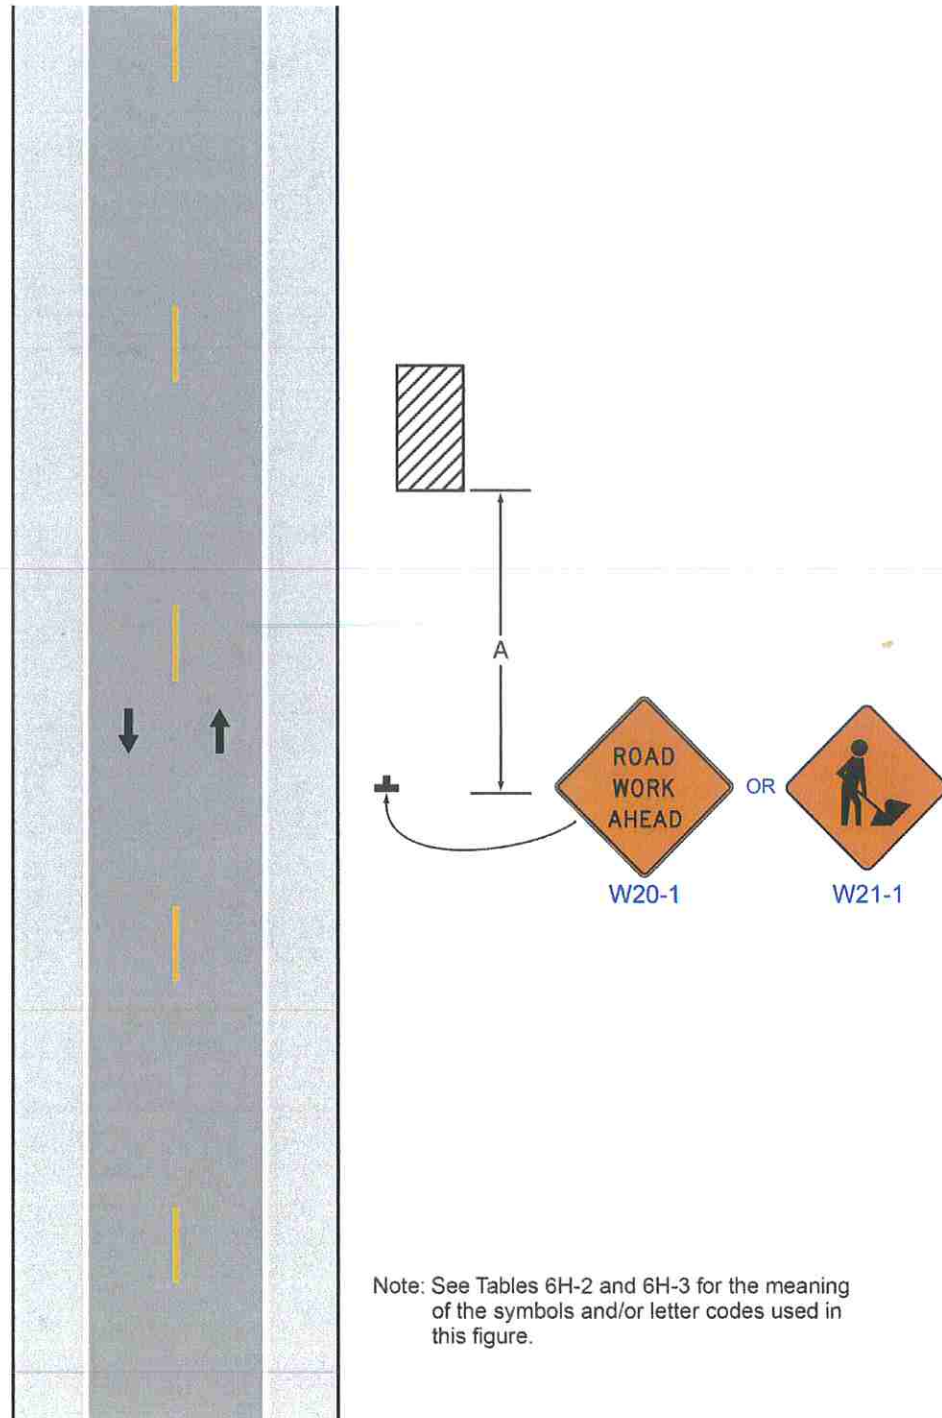 A
ROAD
WORK
AHEAD
OR
W20-1
W21-1
Note: See Tables 6H-2 and 6H-3 for the meaning
of the symbols and/or letter codes used in
this figure.